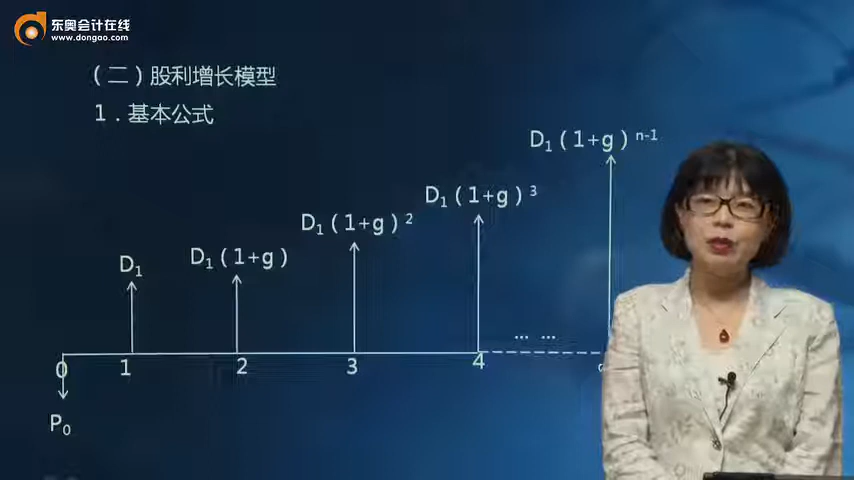 东奥会计在线
www.dongao.com
(二)股利增长模型
1.基本公式
D₁(1+g)ⁿ⁻¹
D₁(1+g)³
D₁(1+g)²
D₁(1+g)
D₁
… …
0 1 2 3 4
P₀